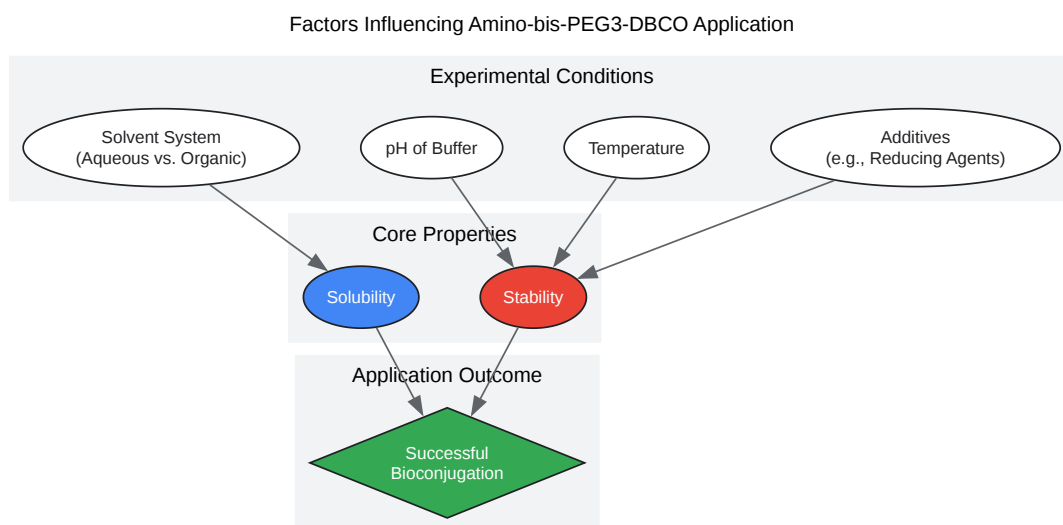 Factors Influencing Amino-bis-PEG3-DBCO Application
Experimental Conditions
Solvent System
(Aqueous vs. Organic)
pH of Buffer
Temperature
Additives
(e.g., Reducing Agents)
Core Properties
Solubility
Stability
Application Outcome
Successful
Bioconjugation